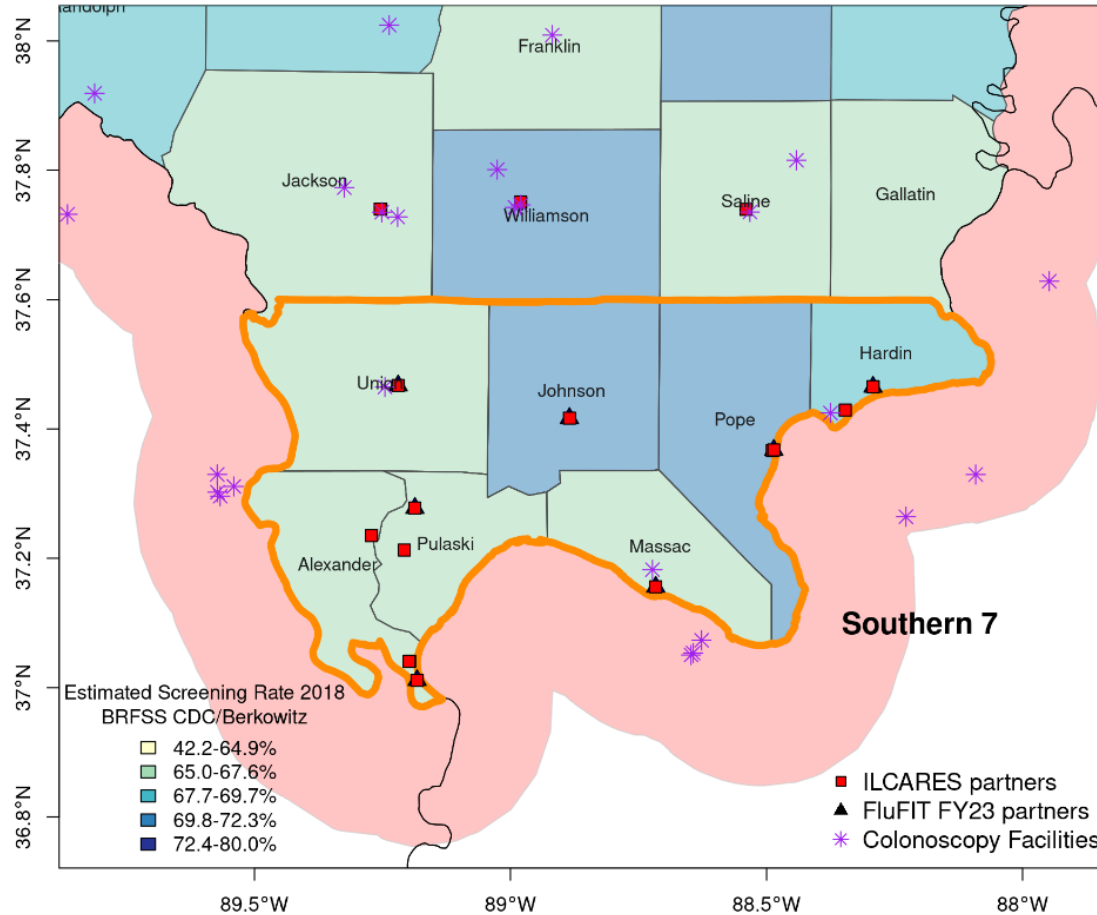 andolph
38°N
Franklin
37.8°N
Jackson
Williamson
Saline
Gallatin
37.6°N
Hardin
Union
Johnson
Pope
37.4°N
37.2°N
Alexander
Pulaski
Massac
Southern 7
37°N
Estimated Screening Rate 2018
BRFSS CDC/Berkowitz
42.2-64.9%
65.0-67.6%
67.7-69.7%
69.8-72.3%
72.4-80.0%
ILCARES partners
FluFIT FY23 partners
Colonoscopy Facilities
36.8°N
89.5°W
89°W
88.5°W
88°W